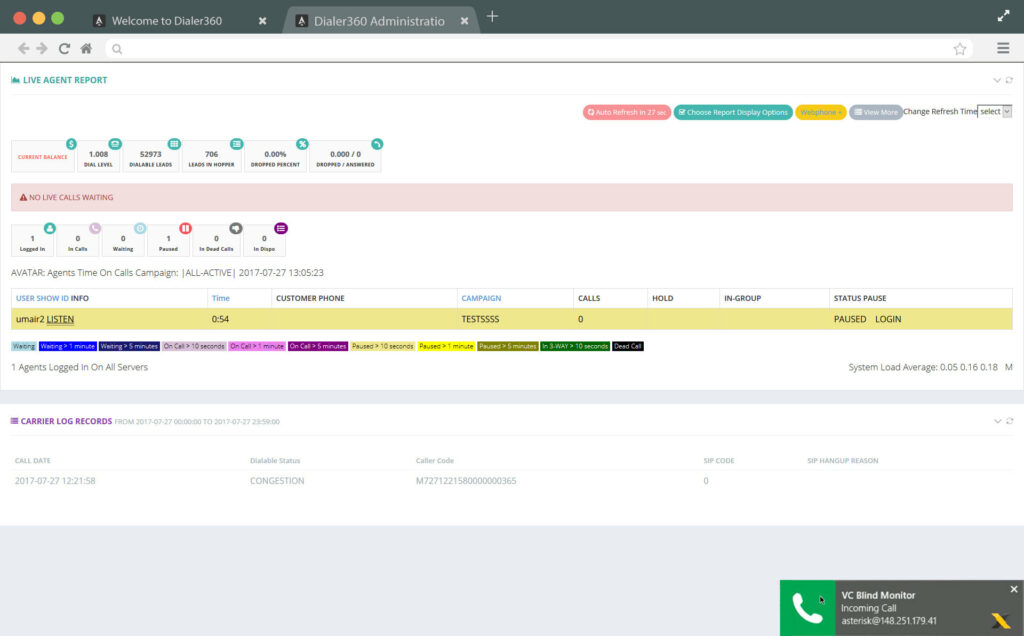 Welcome to Dialer360
Dialer360 Administratio
LIVE AGENT REPORT
Auto Refresh in 27 sec Choose Report Display Options Webphone + View More Change Refresh Time select
CURRENT BALANCE
1.008
DIAL LEVEL
52973
DIALABLE LEADS
706
LEADS IN HOPPER
0.00%
DROPPED PERCENT
0.000 / 0
DROPPED / ANSWERED
NO LIVE CALLS WAITING
1
Logged In
0
In Calls
0
Waiting
1
Paused
0
In Dead Calls
0
In Dispo
AVATAR: Agents Time On Calls Campaign: |ALL-ACTIVE| 2017-07-27 13:05:23
USER SHOW ID INFO Time CUSTOMER PHONE CAMPAIGN CALLS HOLD IN-GROUP STATUS PAUSE
umair2 LISTEN 0:54 TESTSSSS 0 PAUSED LOGIN
Waiting Waiting > 1 minute Waiting > 5 minutes On Call > 10 seconds On Call > 1 minute On Call > 5 minutes Paused > 10 seconds Paused > 1 minute Paused > 5 minutes In 3-WAY > 10 seconds Dead Call
1 Agents Logged In On All Servers System Load Average: 0.05 0.16 0.18 M
CARRIER LOG RECORDS FROM 2017-07-27 00:00:00 TO 2017-07-27 23:59:00
CALL DATE Dialable Status Caller Code SIP CODE SIP HANGUP REASON
2017-07-27 12:21:58 CONGESTION M7271221580000000365 0
VC Blind Monitor
Incoming Call
asterisk@148.251.179.41